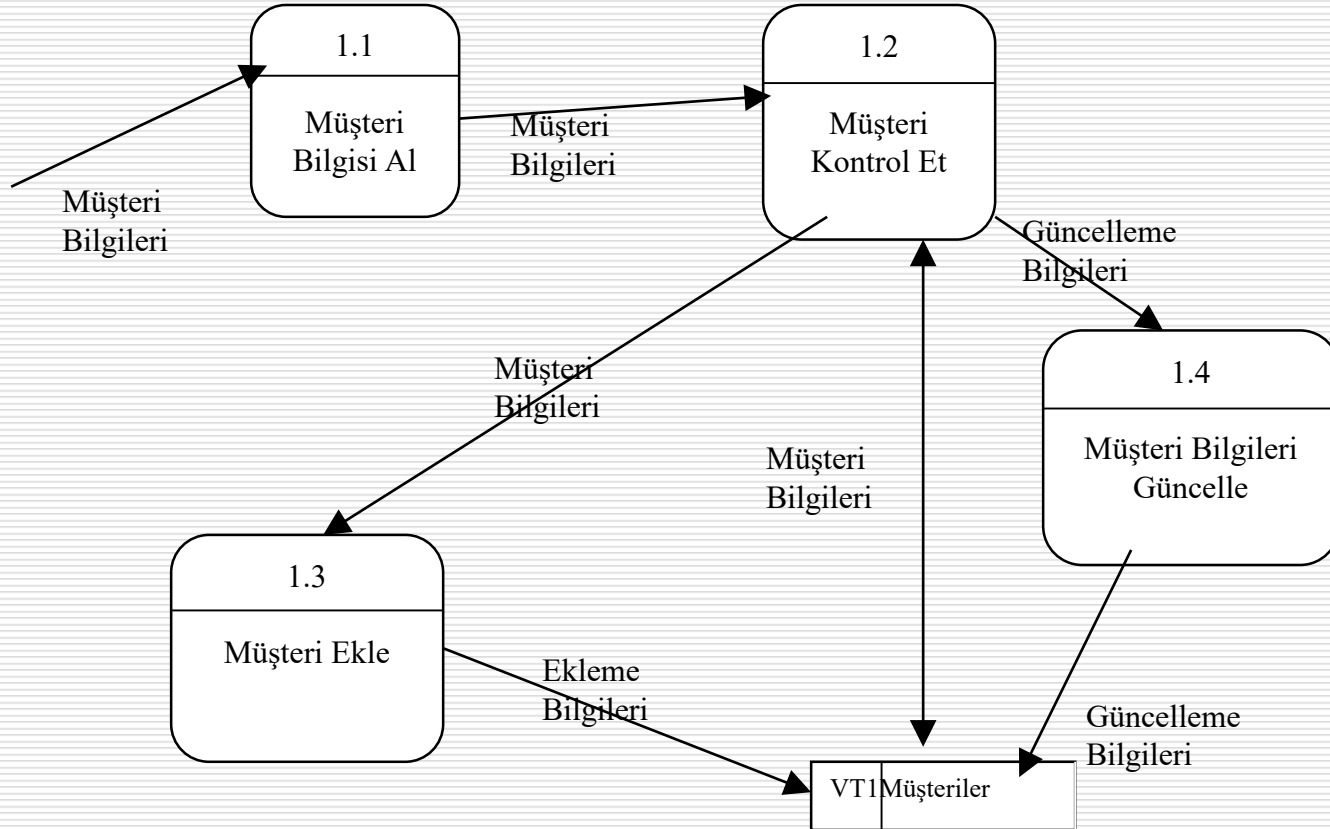 1.1
Müşteri
Bilgisi Al
1.2
Müşteri
Kontrol Et
Müşteri
Bilgileri
Müşteri
Bilgileri
Güncelleme
Bilgileri
Müşteri
Bilgileri
1.4
Müşteri Bilgileri
Güncelle
Müşteri
Bilgileri
1.3
Müşteri Ekle
Ekleme
Bilgileri
Güncelleme
Bilgileri
VT1 Müşteriler